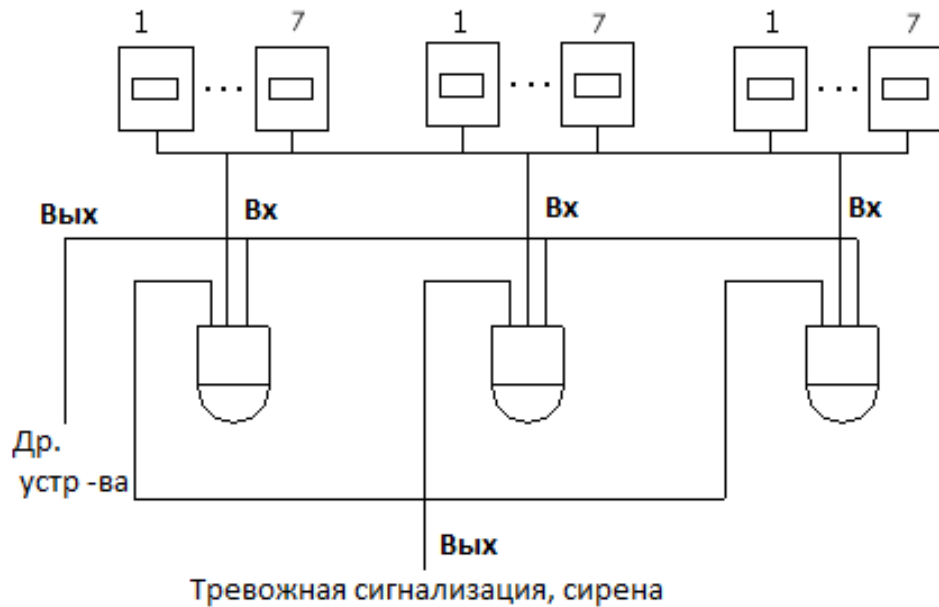 1 7 1 7 1 7
Вых Вх Вх Вх
Др.
устр -ва
Вых
Тревожная сигнализация, сирена